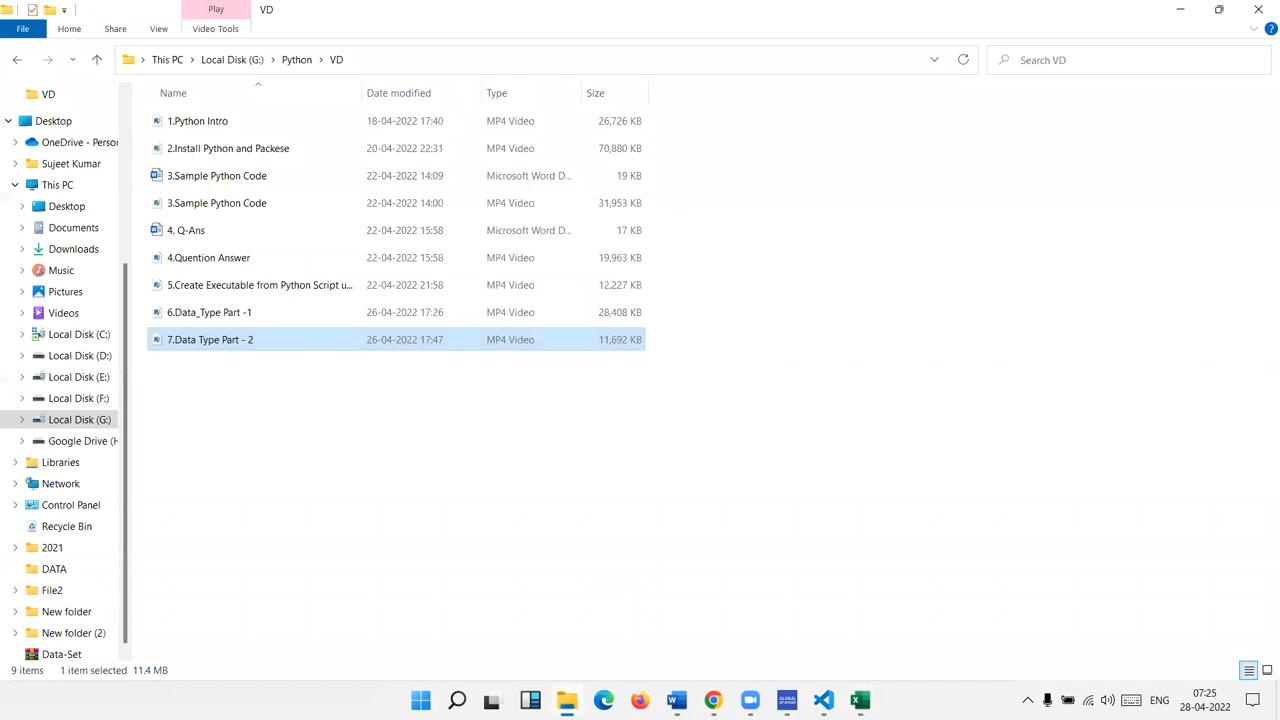 Play
VD
File
Home
Share
View
Video Tools
This PC
Local Disk (G:)
Python
VD
Search VD
Name
Date modified
Type
Size
1.Python Intro 18-04-2022 17:40 MP4 Video 26,726 KB
2.Install Python and Packese 20-04-2022 22:31 MP4 Video 70,880 KB
3.Sample Python Code 22-04-2022 14:09 Microsoft Word D... 19 KB
3.Sample Python Code 22-04-2022 14:00 MP4 Video 31,953 KB
4. Q-Ans 22-04-2022 15:58 Microsoft Word D... 17 KB
4.Quention Answer 22-04-2022 15:58 MP4 Video 19,963 KB
5.Create Executable from Python Script u... 22-04-2022 21:58 MP4 Video 12,227 KB
6.Data_Type Part -1 26-04-2022 17:26 MP4 Video 28,408 KB
7.Data Type Part - 2 26-04-2022 17:47 MP4 Video 11,692 KB
VD
Desktop
OneDrive - Person
Sujeet Kumar
This PC
Desktop
Documents
Downloads
Music
Pictures
Videos
Local Disk (C:)
Local Disk (D:)
Local Disk (E:)
Local Disk (F:)
Local Disk (G:)
Google Drive (H
Libraries
Network
Control Panel
Recycle Bin
2021
DATA
File2
New folder
New folder (2)
Data-Set
9 items 1 item selected 11.4 MB
ENG
07:25
28-04-2022